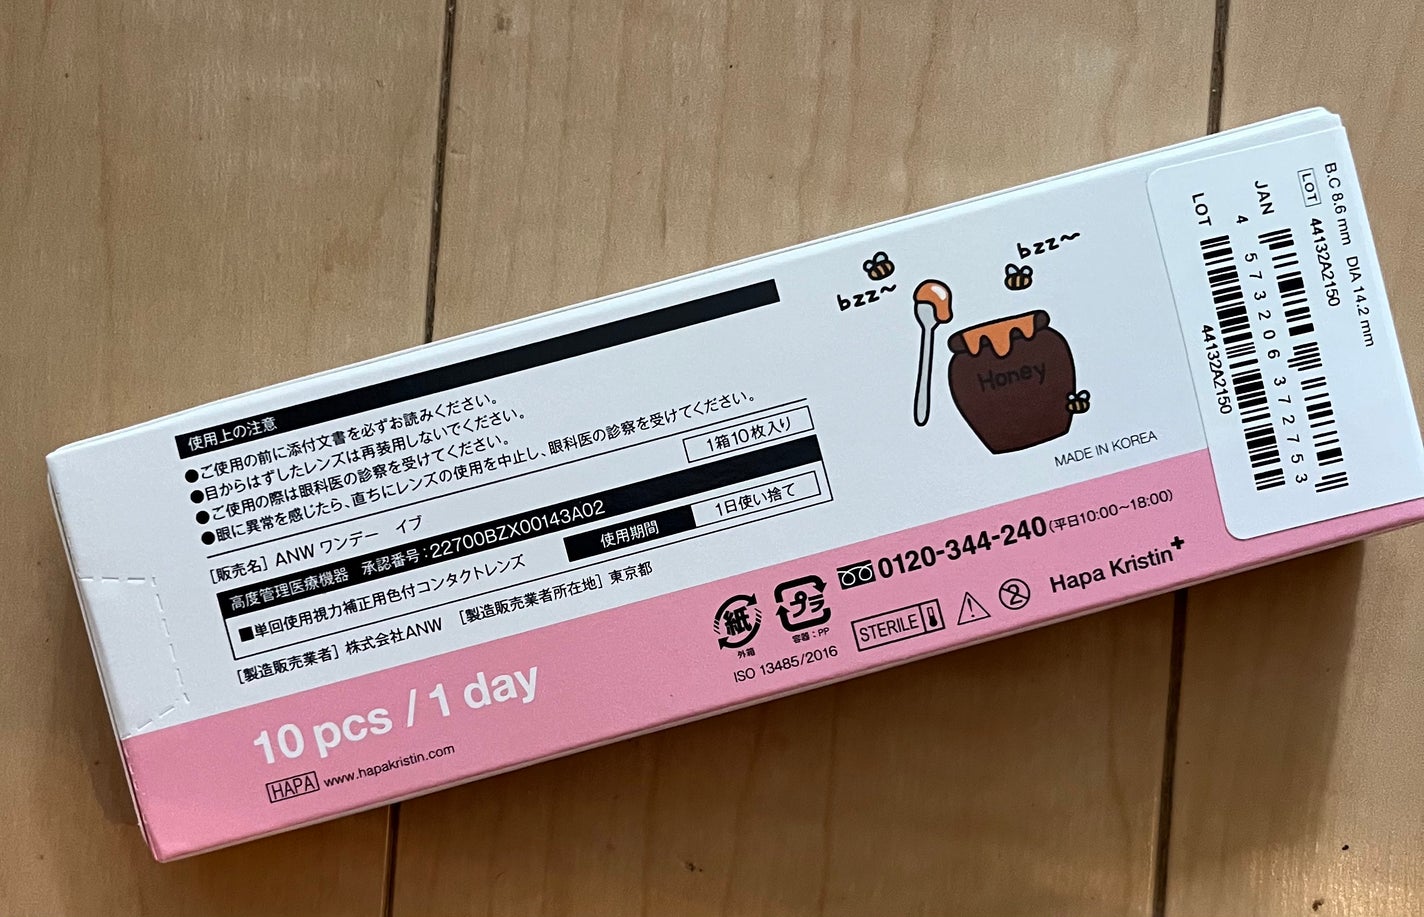 使用上の注意
●ご使用の前に添付文書を必ずお読みください。
●目からはずしたレンズは再装用しないでください。
●ご使用の際は眼科医の診察を受けてください。
●眼に異常を感じたら、直ちにレンズの使用を中止し、眼科医の診察を受けてください。
[販売名] ANW ワンデー イブ
1箱10枚入り
高度管理医療機器 承認番号:22700BZX00143A02
■単回使用視力補正用色付コンタクトレンズ
使用期間
1日使い捨て
[製造販売業者] 株式会社ANW [製造販売業者所在地] 東京都
10 pcs / 1 day
HAPA www.hapakristin.com
bzz~
bzz~
Honey
MADE IN KOREA
紙
外箱
プラ
容器:PP
ISO 13485/2016
0120-344-240(平日10:00~18:00)
STERILE
2
Hapa Kristin+
B.C 8.6 mm DIA 14.2 mm
LOT 44132A2150
JAN
4573206372753
LOT
44132A2150